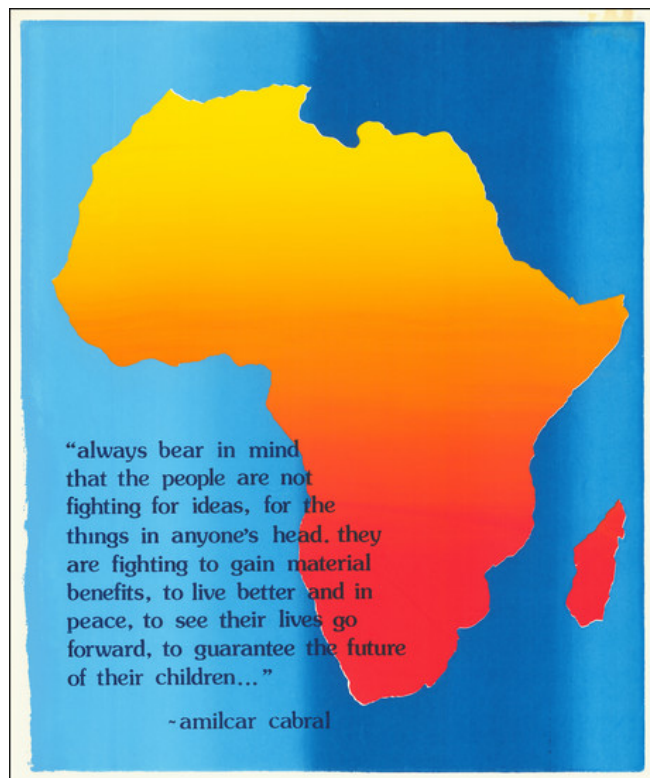 “always bear in mind
that the people are not
fighting for ideas, for the
things in anyone’s head. they
are fighting to gain material
benefits, to live better and in
peace, to see their lives go
forward, to guarantee the future
of their children...”
~amilcar cabral